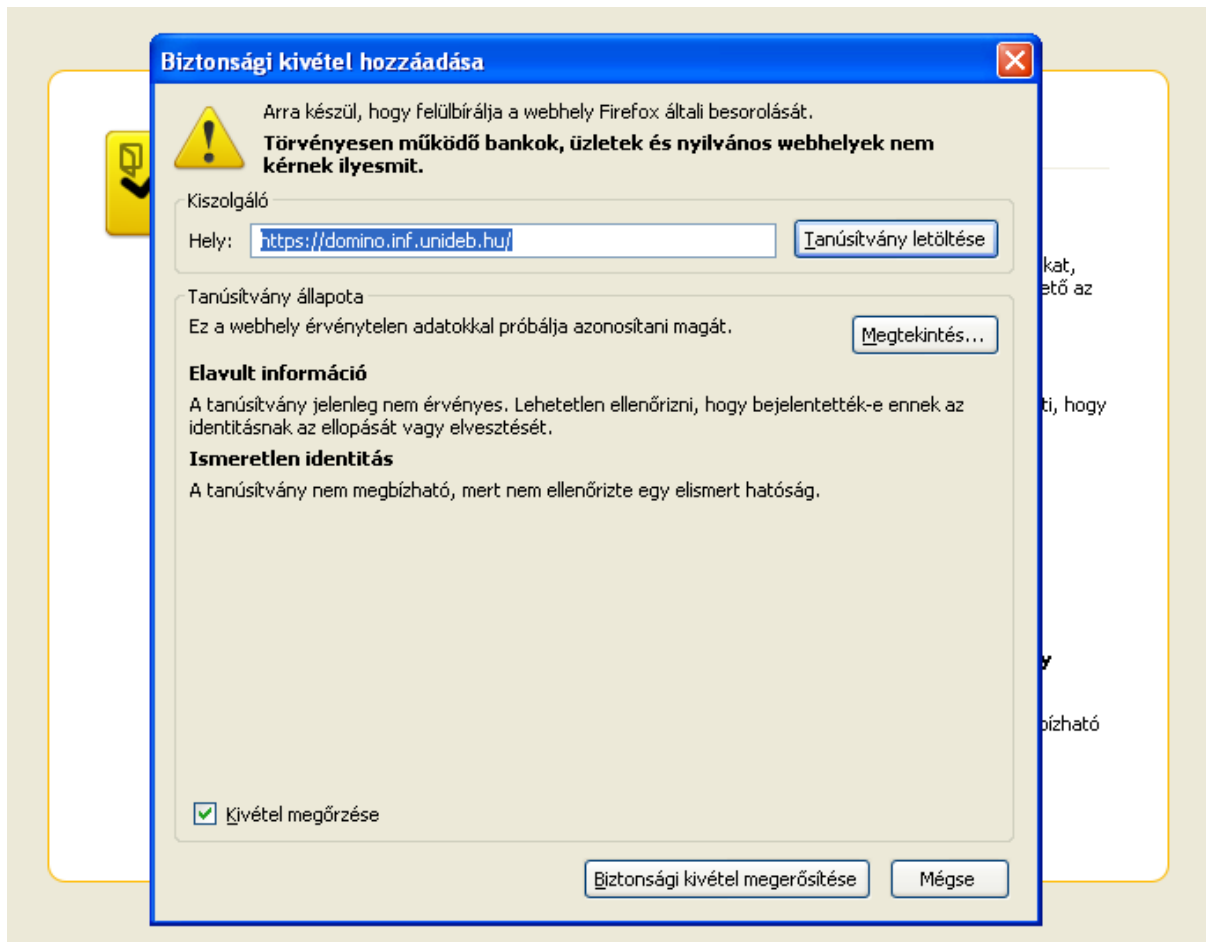 Biztonsági kivétel hozzáadása
Arra készül, hogy felülbírálja a webhely Firefox általi besorolását.
Törvényesen működő bankok, üzletek és nyilvános webhelyek nem
kérnek ilyesmit.
Kiszolgáló
Hely: https://domino.inf.unideb.hu/ Tanúsítvány letöltése
kat,
Tanúsítvány állapota
ető az
Ez a webhely érvénytelen adatokkal próbálja azonosítani magát. Megtekintés...
Elavult információ
A tanúsítvány jelenleg nem érvényes. Lehetetlen ellenőrizni, hogy bejelentették-e ennek az
ti, hogy
identitásnak az ellopását vagy elvesztését.
Ismeretlen identitás
A tanúsítvány nem megbízható, mert nem ellenőrizte egy elismert hatóság.
y
bízható
Kivétel megőrzése
Biztonsági kivétel megerősítése Mégse